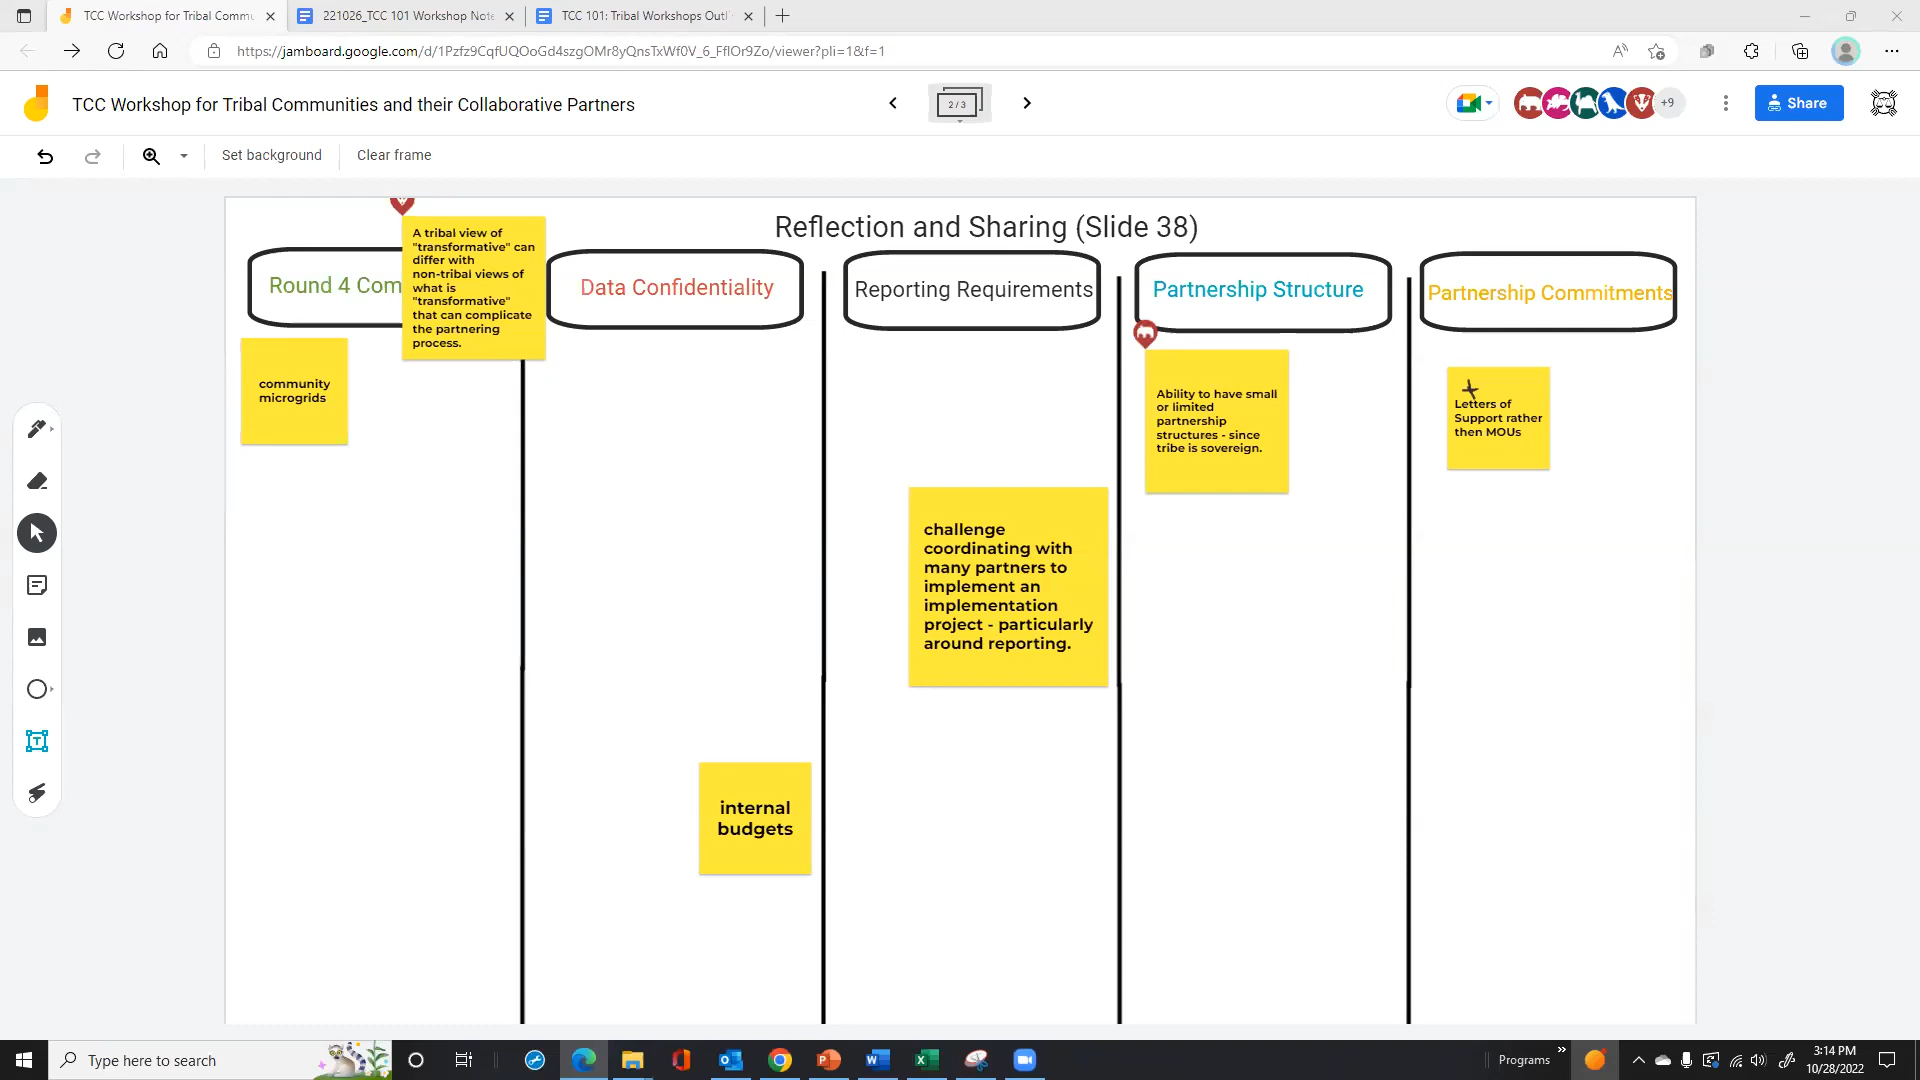 TCC Workshop for Tribal Commu
221026_TCC 101 Workshop Note
TCC 101: Tribal Workshops Outl
https://jamboard.google.com/d/1Pzfz9CqfUQOoGd4szgOMr8yQnsTxWf0V_6_FflOr9Zo/viewer?pli=1&f=1
TCC Workshop for Tribal Communities and their Collaborative Partners
2 / 3
+9
Share
Set background
Clear frame
Reflection and Sharing (Slide 38)
Round 4 Com
A tribal view of
"transformative" can
differ with
non-tribal views of
what is
"transformative"
that can complicate
the partnering
process.
community
microgrids
Data Confidentiality
internal
budgets
Reporting Requirements
challenge
coordinating with
many partners to
implement an
implementation
project - particularly
around reporting.
Partnership Structure
Ability to have small
or limited
partnership
structures - since
tribe is sovereign.
Partnership Commitments
Letters of
Support rather
then MOUs
Type here to search
Programs
3:14 PM
10/28/2022